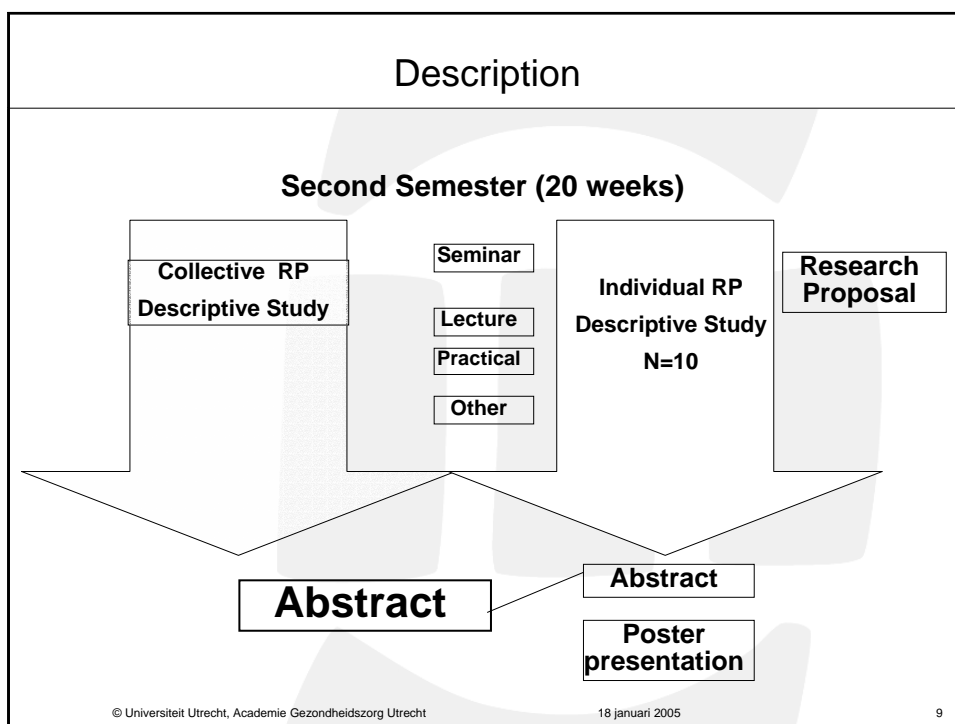 Description
Second Semester (20 weeks)
Collective RP
Descriptive Study
Seminar
Lecture
Practical
Other
Individual RP
Descriptive Study
N=10
Research
Proposal
Abstract
Abstract
Poster
presentation
© Universiteit Utrecht, Academie Gezondheidszorg Utrecht
18 januari 2005
9